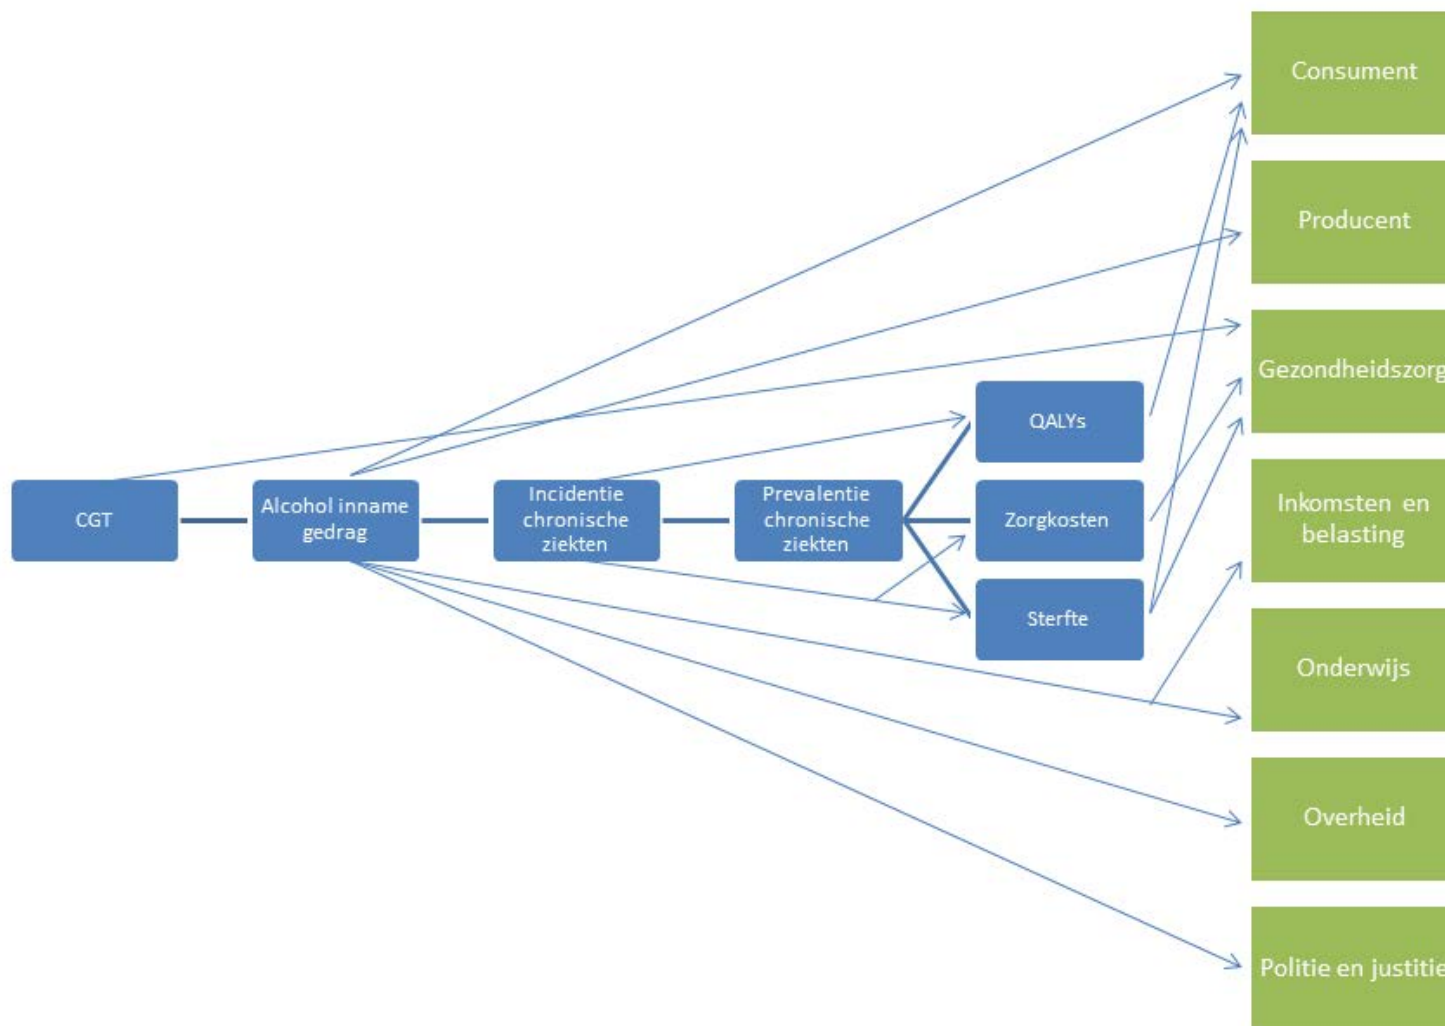 Consument
Producent
Gezondheidszorg
QALYs
CGT
Alcohol inname
gedrag
Incidentie
chronische
ziekten
Prevalentie
chronische
ziekten
Zorgkosten
Sterfte
Inkomsten en
belasting
Onderwijs
Overheid
Politie en justitie